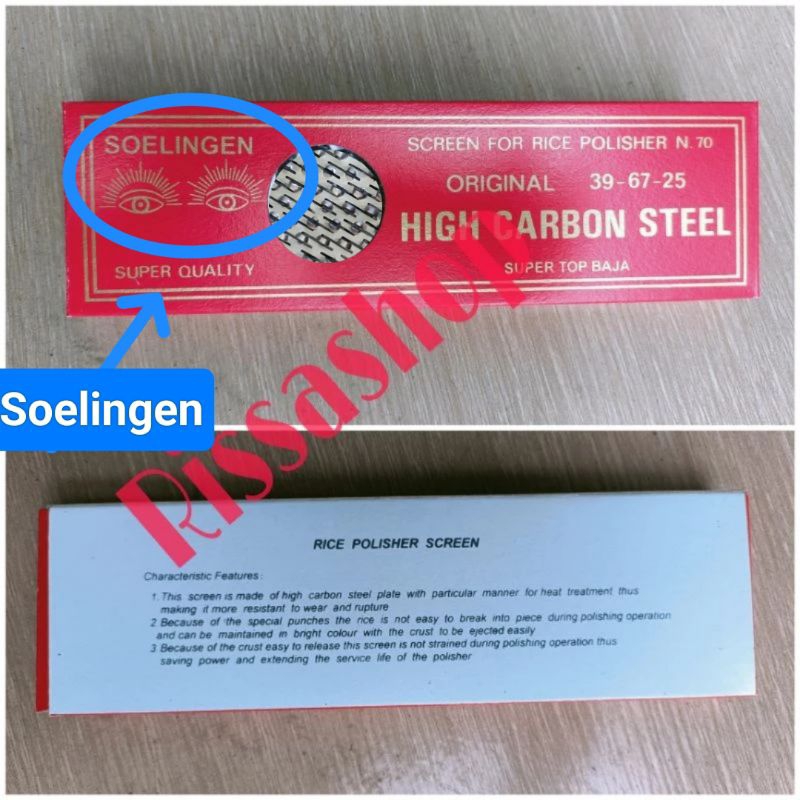 SOELINGEN
SUPER QUALITY
SCREEN FOR RICE POLISHER N.70
ORIGINAL 39-67-25
HIGH CARBON STEEL
SUPER TOP BAJA
Soelingen
Rissashop
RICE POLISHER SCREEN
Characteristic Features :
1. This screen is made of high carbon steel plate with particular manner for heat treatment thus
making it more resistant to wear and rupture
2 Because of the special punches the rice is not easy to break into piece during polishing operation
and can be maintained in bright colour with the crust to be ejected easily
3. Because of the crust easy to release this screen is not strained during polishing operation thus
saving power and extending the service life of the polisher